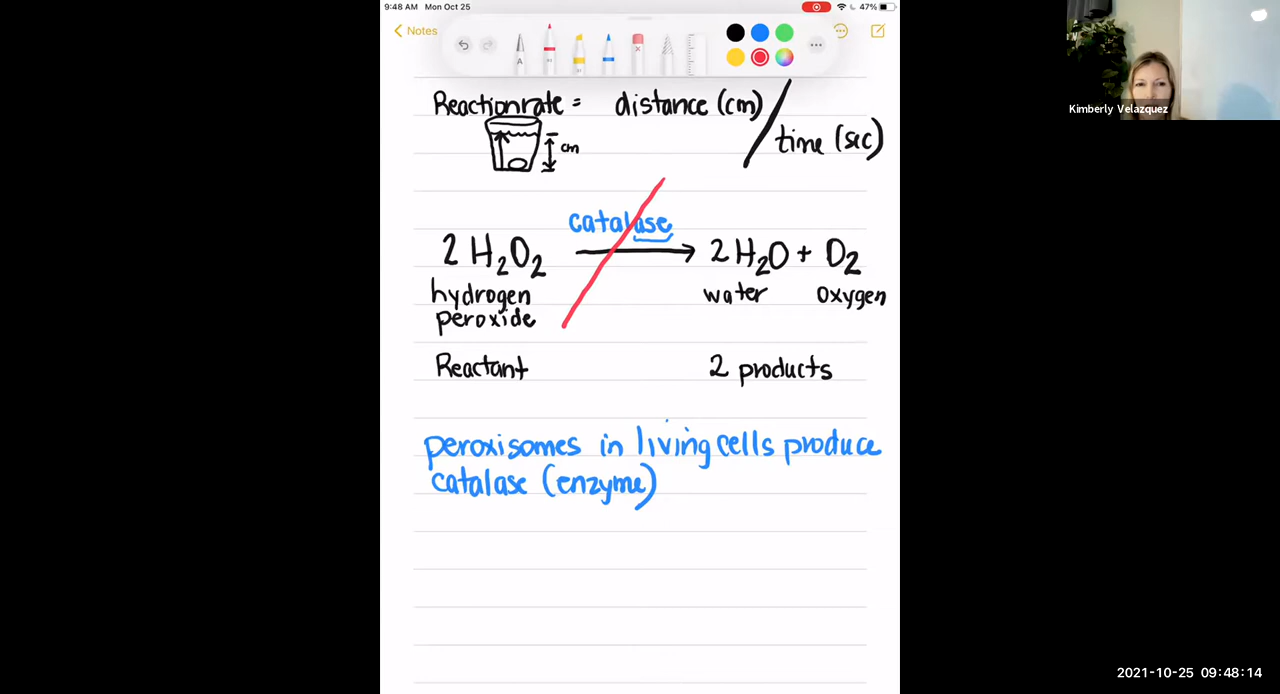 9:48 AM Mon Oct 25
47%
Notes
A
Reaction rate = distance (cm) / time (sec)
cm
catalase
2 H2O2 → 2 H2O + O2
hydrogen peroxide
water
oxygen
Reactant
2 products
peroxisomes in living cells produce
catalase (enzyme)
Kimberly Velazquez
2021-10-25 09:48:14